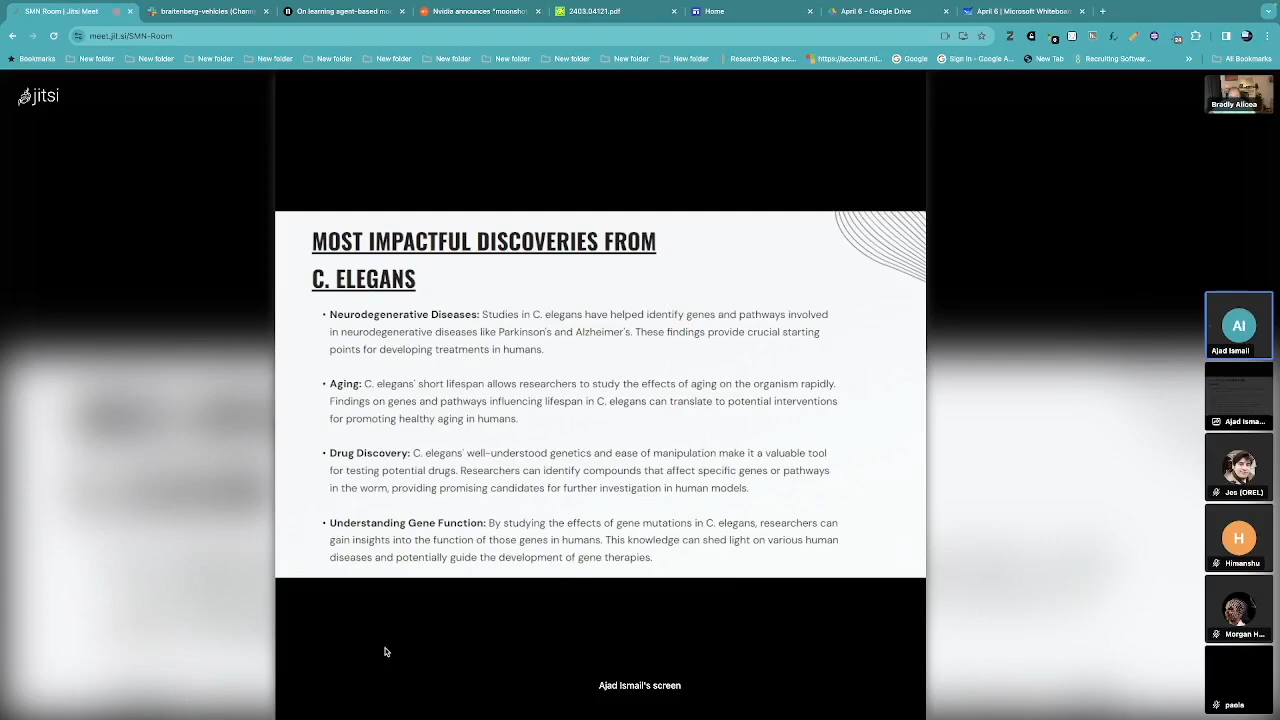 SMN Room | Jitsi Meet
braitenberg-vehicles (Chann
On learning agent-based mo
Nvidia announces "moonshot
2403.04121.pdf
Home
April 6 - Google Drive
April 6 | Microsoft Whiteboar
meet.jit.si/SMN-Room
24
Bookmarks
New folder
New folder
New folder
New folder
New folder
New folder
New folder
New folder
New folder
New folder
Research Blog: Inc...
https://account.mi...
Google
Sign in - Google A...
New Tab
Recruiting Softwar...
»
All Bookmarks
jitsi
Bradly Alicea
MOST IMPACTFUL DISCOVERIES FROM
C. ELEGANS
• Neurodegenerative Diseases: Studies in C. elegans have helped identify genes and pathways involved
in neurodegenerative diseases like Parkinson's and Alzheimer's. These findings provide crucial starting
points for developing treatments in humans.
• Aging: C. elegans' short lifespan allows researchers to study the effects of aging on the organism rapidly.
Findings on genes and pathways influencing lifespan in C. elegans can translate to potential interventions
for promoting healthy aging in humans.
• Drug Discovery: C. elegans' well-understood genetics and ease of manipulation make it a valuable tool
for testing potential drugs. Researchers can identify compounds that affect specific genes or pathways
in the worm, providing promising candidates for further investigation in human models.
• Understanding Gene Function: By studying the effects of gene mutations in C. elegans, researchers can
gain insights into the function of those genes in humans. This knowledge can shed light on various human
diseases and potentially guide the development of gene therapies.
Ajad Ismail's screen
AI
Ajad Ismail
Ajad Isma...
Jes (OREL)
H
Himanshu
Morgan H...
paola